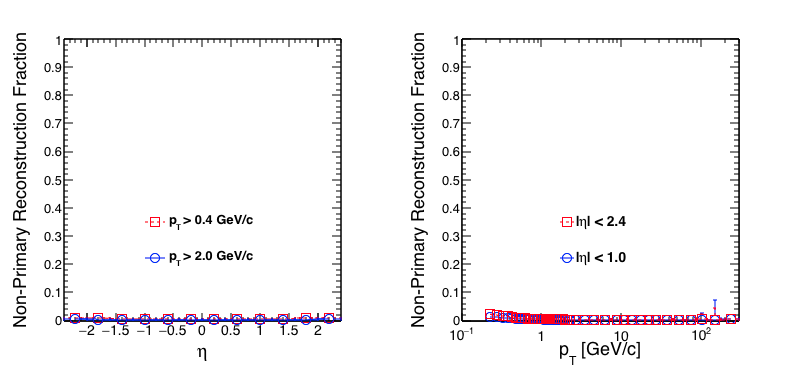 Non-Primary Reconstruction Fraction
1
0.9
0.8
0.7
0.6
0.5
0.4
0.3
0.2
0.1
0
p_T > 0.4 GeV/c
p_T > 2.0 GeV/c
−2 −1.5 −1 −0.5 0 0.5 1 1.5 2
η
Non-Primary Reconstruction Fraction
1
0.9
0.8
0.7
0.6
0.5
0.4
0.3
0.2
0.1
0
|η| < 2.4
|η| < 1.0
10⁻¹ 1 10 10²
p_T [GeV/c]